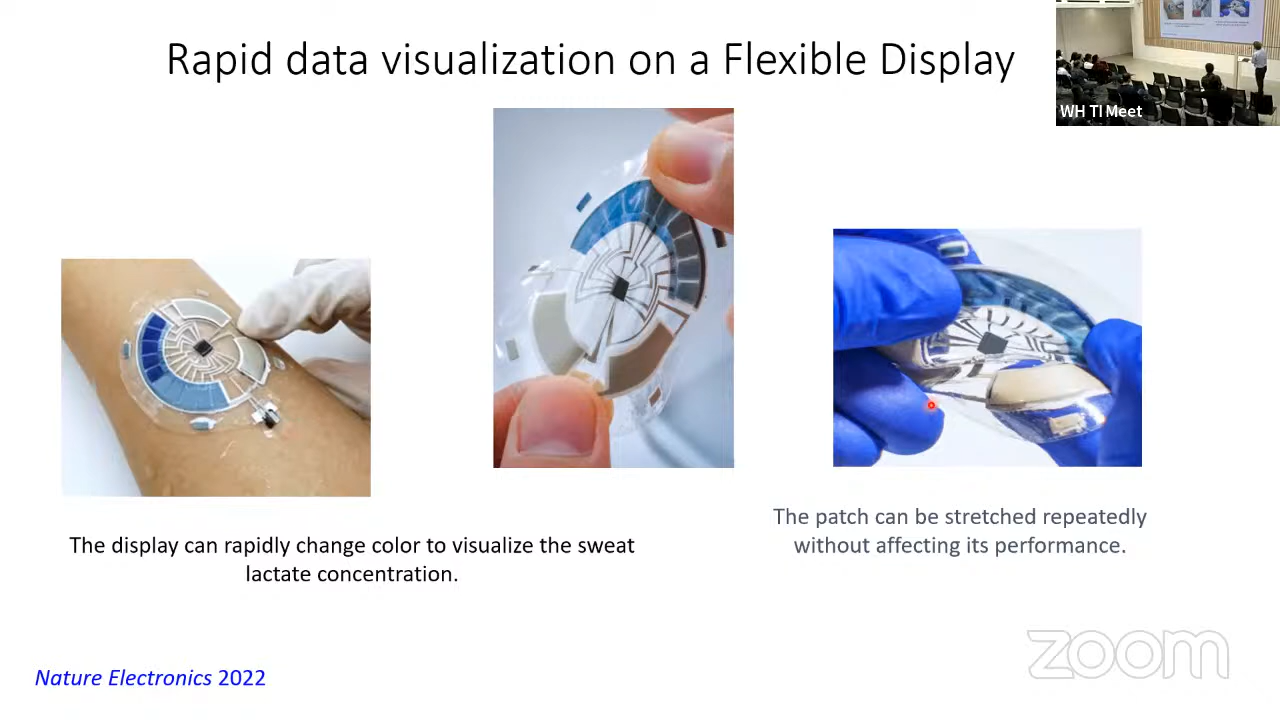 Rapid data visualization on a Flexible Display
WH TI Meet
The display can rapidly change color to visualize the sweat
lactate concentration.
The patch can be stretched repeatedly
without affecting its performance.
Nature Electronics 2022
zoom